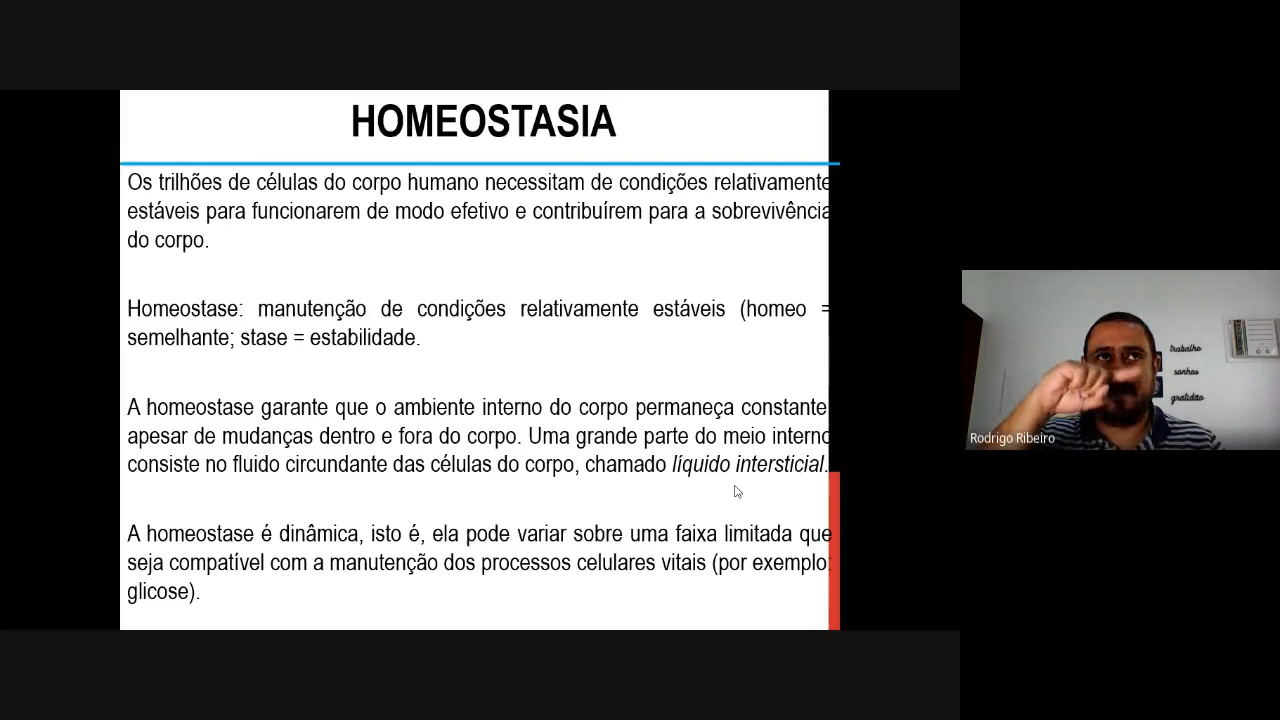 HOMEOSTASIA
Os trilhões de células do corpo humano necessitam de condições relativamente
estáveis para funcionarem de modo efetivo e contribuírem para a sobrevivência
do corpo.
Homeostase: manutenção de condições relativamente estáveis (homeo =
semelhante; stase = estabilidade.
A homeostase garante que o ambiente interno do corpo permaneça constante,
apesar de mudanças dentro e fora do corpo. Uma grande parte do meio interno
consiste no fluido circundante das células do corpo, chamado líquido intersticial.
A homeostase é dinâmica, isto é, ela pode variar sobre uma faixa limitada que
seja compatível com a manutenção dos processos celulares vitais (por exemplo:
glicose).
trabalho
sonhos
gratidão
Rodrigo Ribeiro